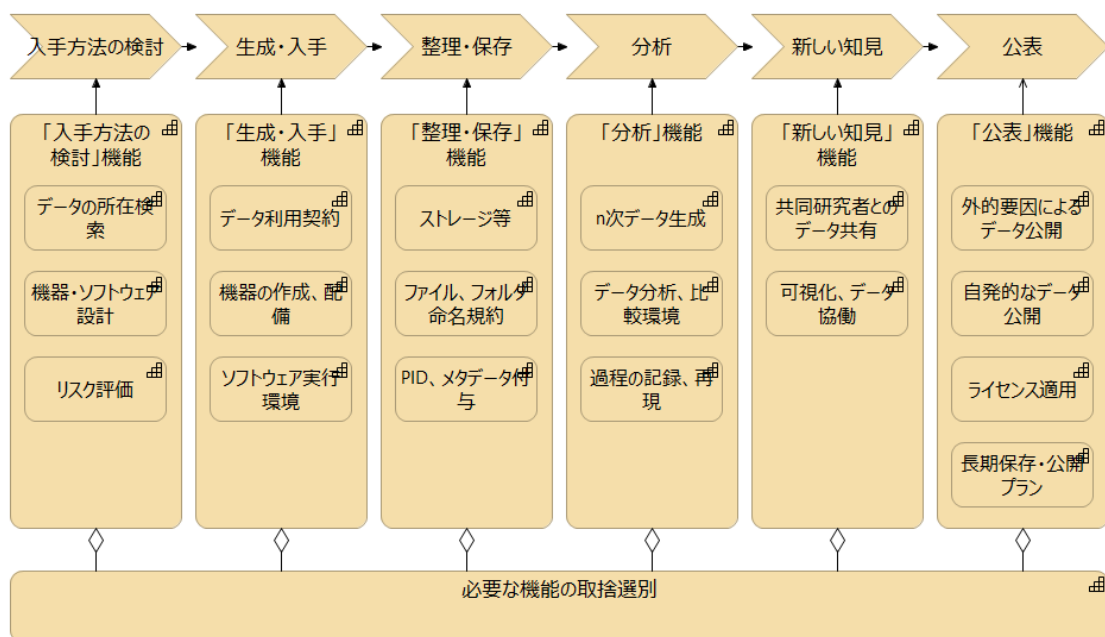 入手方法の検討
生成・入手
整理・保存
分析
新しい知見
公表
「入手方法の
検討」機能
データの所在検
索
機器・ソフトウェア
設計
リスク評価
「生成・入手」
機能
データ利用契約
機器の作成、配
備
ソフトウェア実行
環境
「整理・保存」
機能
ストレージ等
ファイル、フォルダ
命名規約
PID、メタデータ付
与
「分析」機能
n次データ生成
データ分析、比
較環境
過程の記録、再
現
「新しい知見」
機能
共同研究者との
データ共有
可視化、データ
協働
「公表」機能
外的要因による
データ公開
自発的なデータ
公開
ライセンス適用
長期保存・公開
プラン
必要な機能の取捨選別